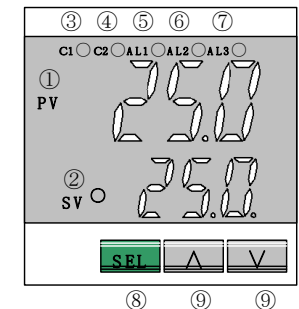 ③ ④ ⑤ ⑥ ⑦
C1 C2 AL1 AL2 AL3
①
PV
25.0
②
SV
25.0.
SEL ∧ ∨
⑧ ⑨ ⑨